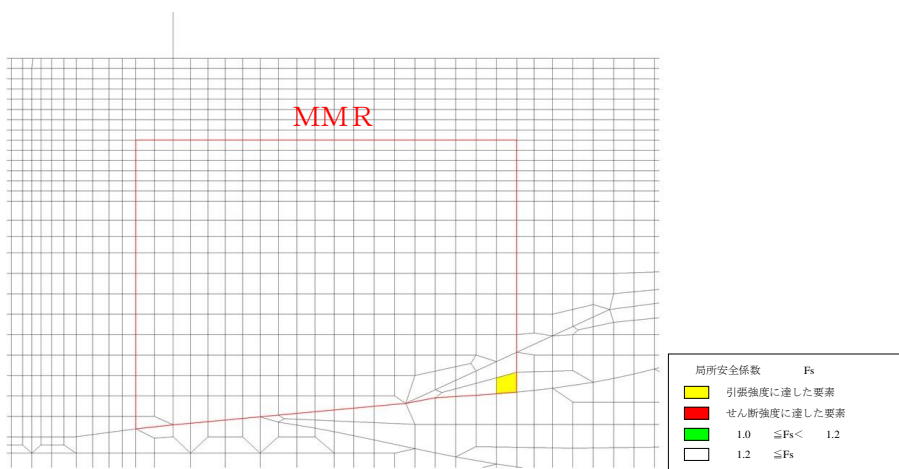 MMR
局所安全係数 Fs
引張強度に達した要素
せん断強度に達した要素
1.0 ≦Fs< 1.2
1.2 ≦Fs